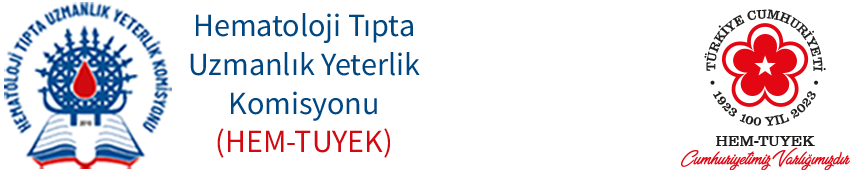 HEMATOLOJİ TIPTA UZMANLIK YETERLİK KOMİSYONU
Hematoloji Tıpta
Uzmanlık Yeterlik
Komisyonu
(HEM-TUYEK)
TÜRKİYE CUMHURİYETİ
• 1923 100 YIL 2023 •
HEM-TUYEK
Cumhuriyetimiz Varlığımızdır